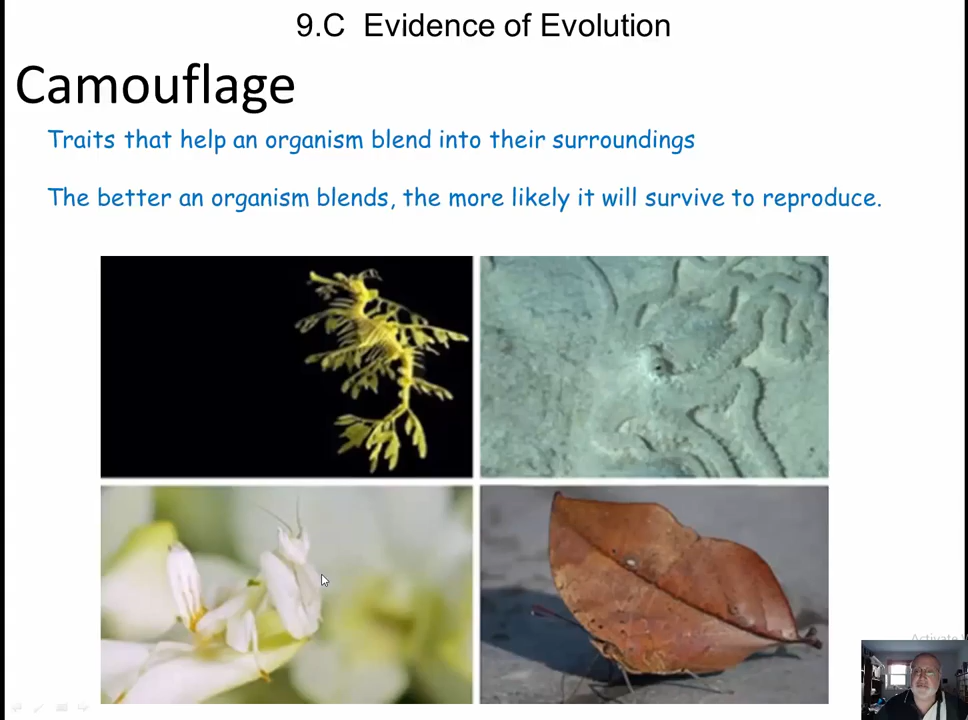 9.C Evidence of Evolution
Camouflage
Traits that help an organism blend into their surroundings
The better an organism blends, the more likely it will survive to reproduce.
Activate